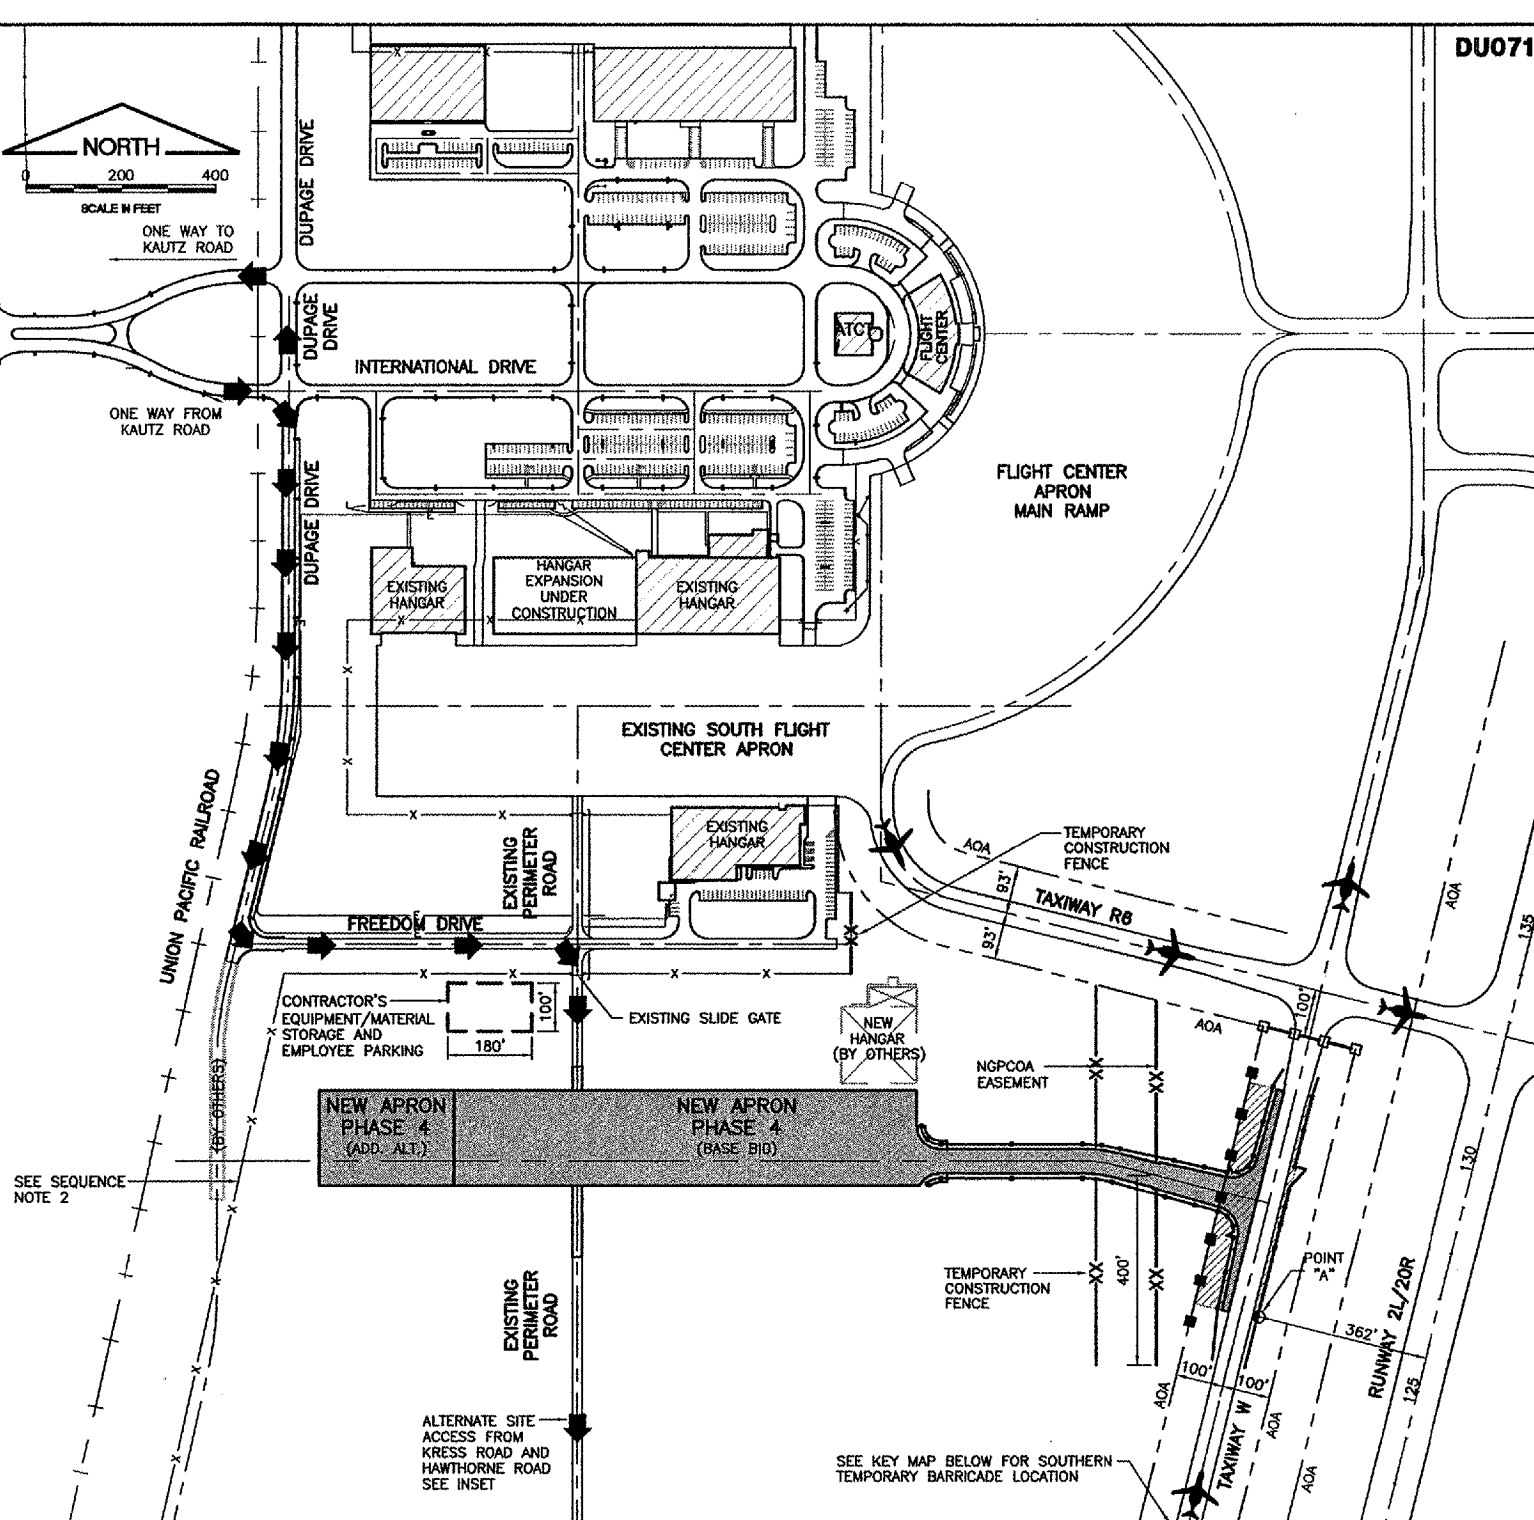 DU071
NORTH
0 200 400
SCALE IN FEET
ONE WAY TO
KAUTZ ROAD
DUPAGE DRIVE
DUPAGE
DRIVE
INTERNATIONAL DRIVE
ATCT
FLIGHT
CENTER
ONE WAY FROM
KAUTZ ROAD
DUPAGE DRIVE
FLIGHT CENTER
APRON
MAIN RAMP
EXISTING
HANGAR
HANGAR
EXPANSION
UNDER
CONSTRUCTION
EXISTING
HANGAR
EXISTING SOUTH FLIGHT
CENTER APRON
UNION PACIFIC RAILROAD
EXISTING
PERIMETER
ROAD
EXISTING
HANGAR
AOA
TEMPORARY
CONSTRUCTION
FENCE
93'
93'
TAXIWAY R6
AOA
135
FREEDOM DRIVE
CONTRACTOR'S
EQUIPMENT/MATERIAL
STORAGE AND
EMPLOYEE PARKING
100'
180'
EXISTING SLIDE GATE
NEW
HANGAR
(BY OTHERS)
NGPCOA
EASEMENT
AOA
100'
(BY OTHERS)
NEW APRON
PHASE 4
(ADD. ALT.)
NEW APRON
PHASE 4
(BASE BID)
130
SEE SEQUENCE
NOTE 2
EXISTING
PERIMETER
ROAD
TEMPORARY
CONSTRUCTION
FENCE
400'
POINT
"A"
362'
RUNWAY 2L/20R
125
100'
100'
AOA
AOA
TAXIWAY W
AOA
ALTERNATE SITE
ACCESS FROM
KRESS ROAD AND
HAWTHORNE ROAD
SEE INSET
SEE KEY MAP BELOW FOR SOUTHERN
TEMPORARY BARRICADE LOCATION